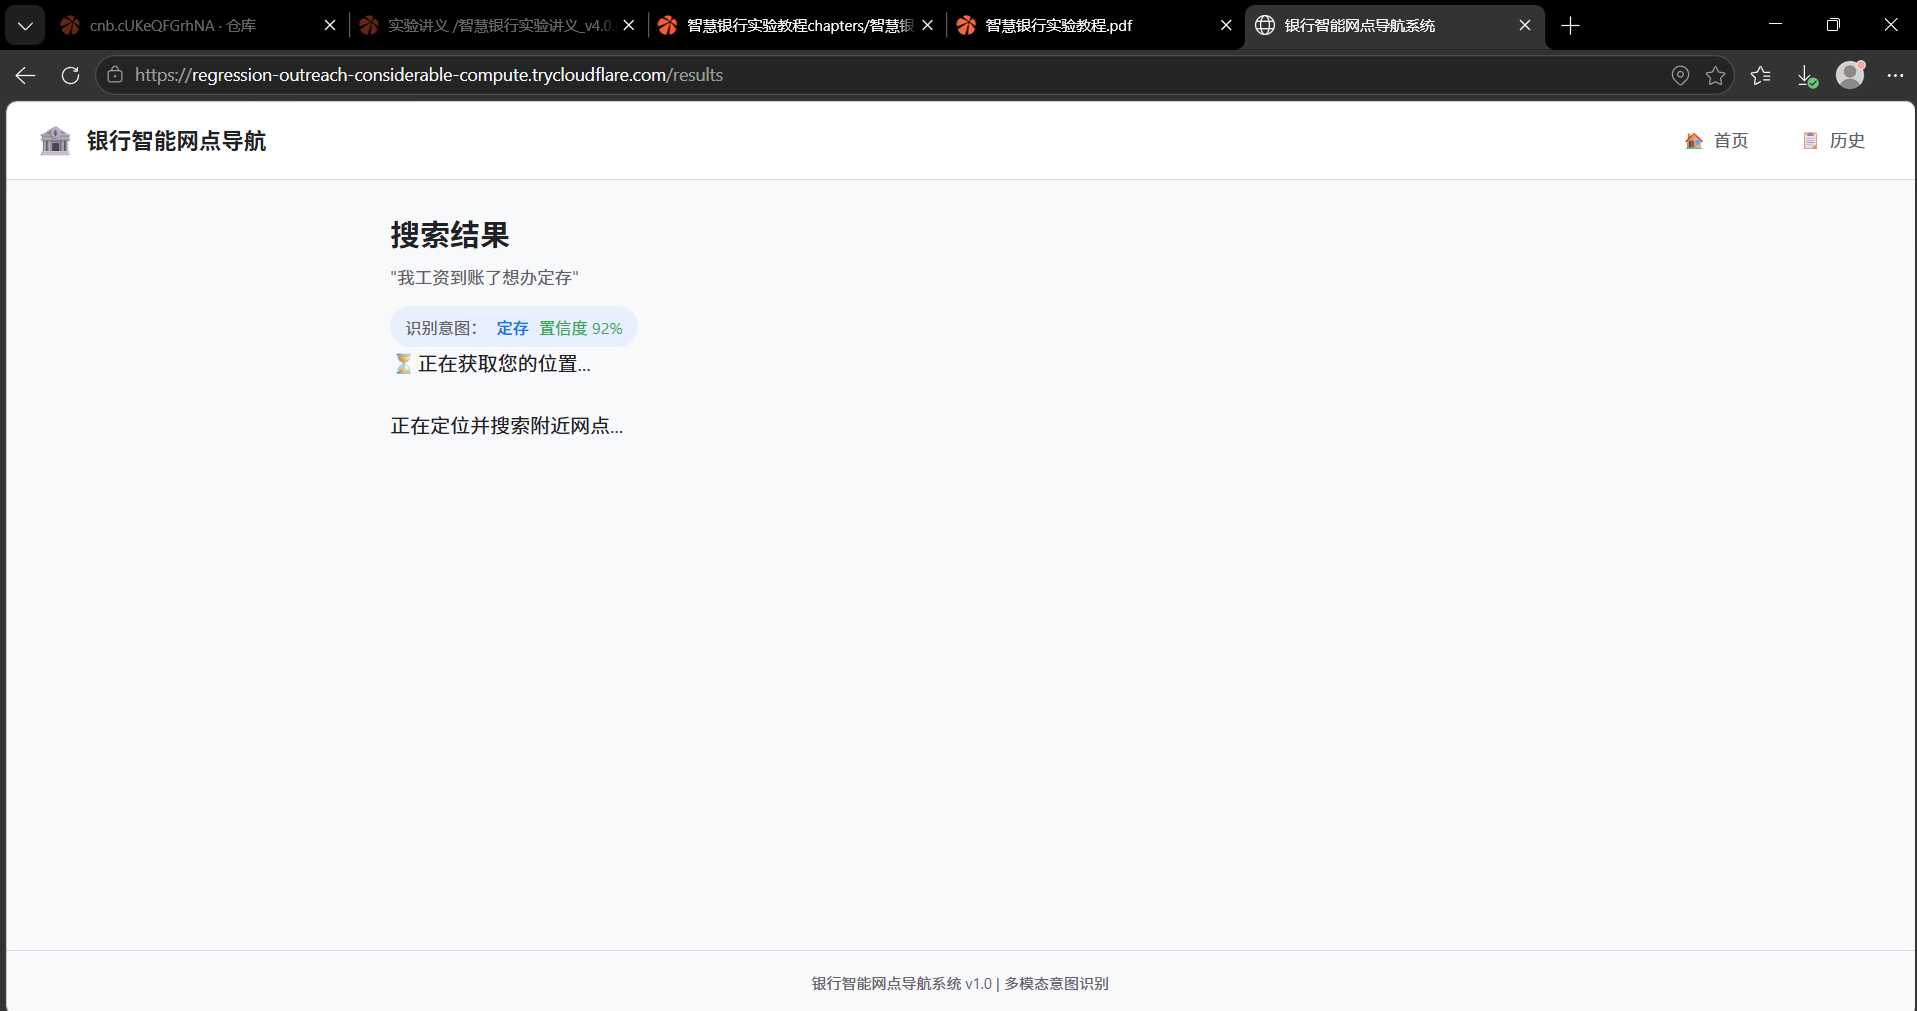 cnb.cUKeQFGrhNA · 仓库
实验讲义 /智慧银行实验讲义_v4.0.
智慧银行实验教程chapters/智慧银
智慧银行实验教程.pdf
银行智能网点导航系统
https://regression-outreach-considerable-compute.trycloudflare.com/results
银行智能网点导航
首页
历史
搜索结果
"我工资到账了想办定存"
识别意图： 定存 置信度 92%
正在获取您的位置...
正在定位并搜索附近网点...
银行智能网点导航系统 v1.0 | 多模态意图识别